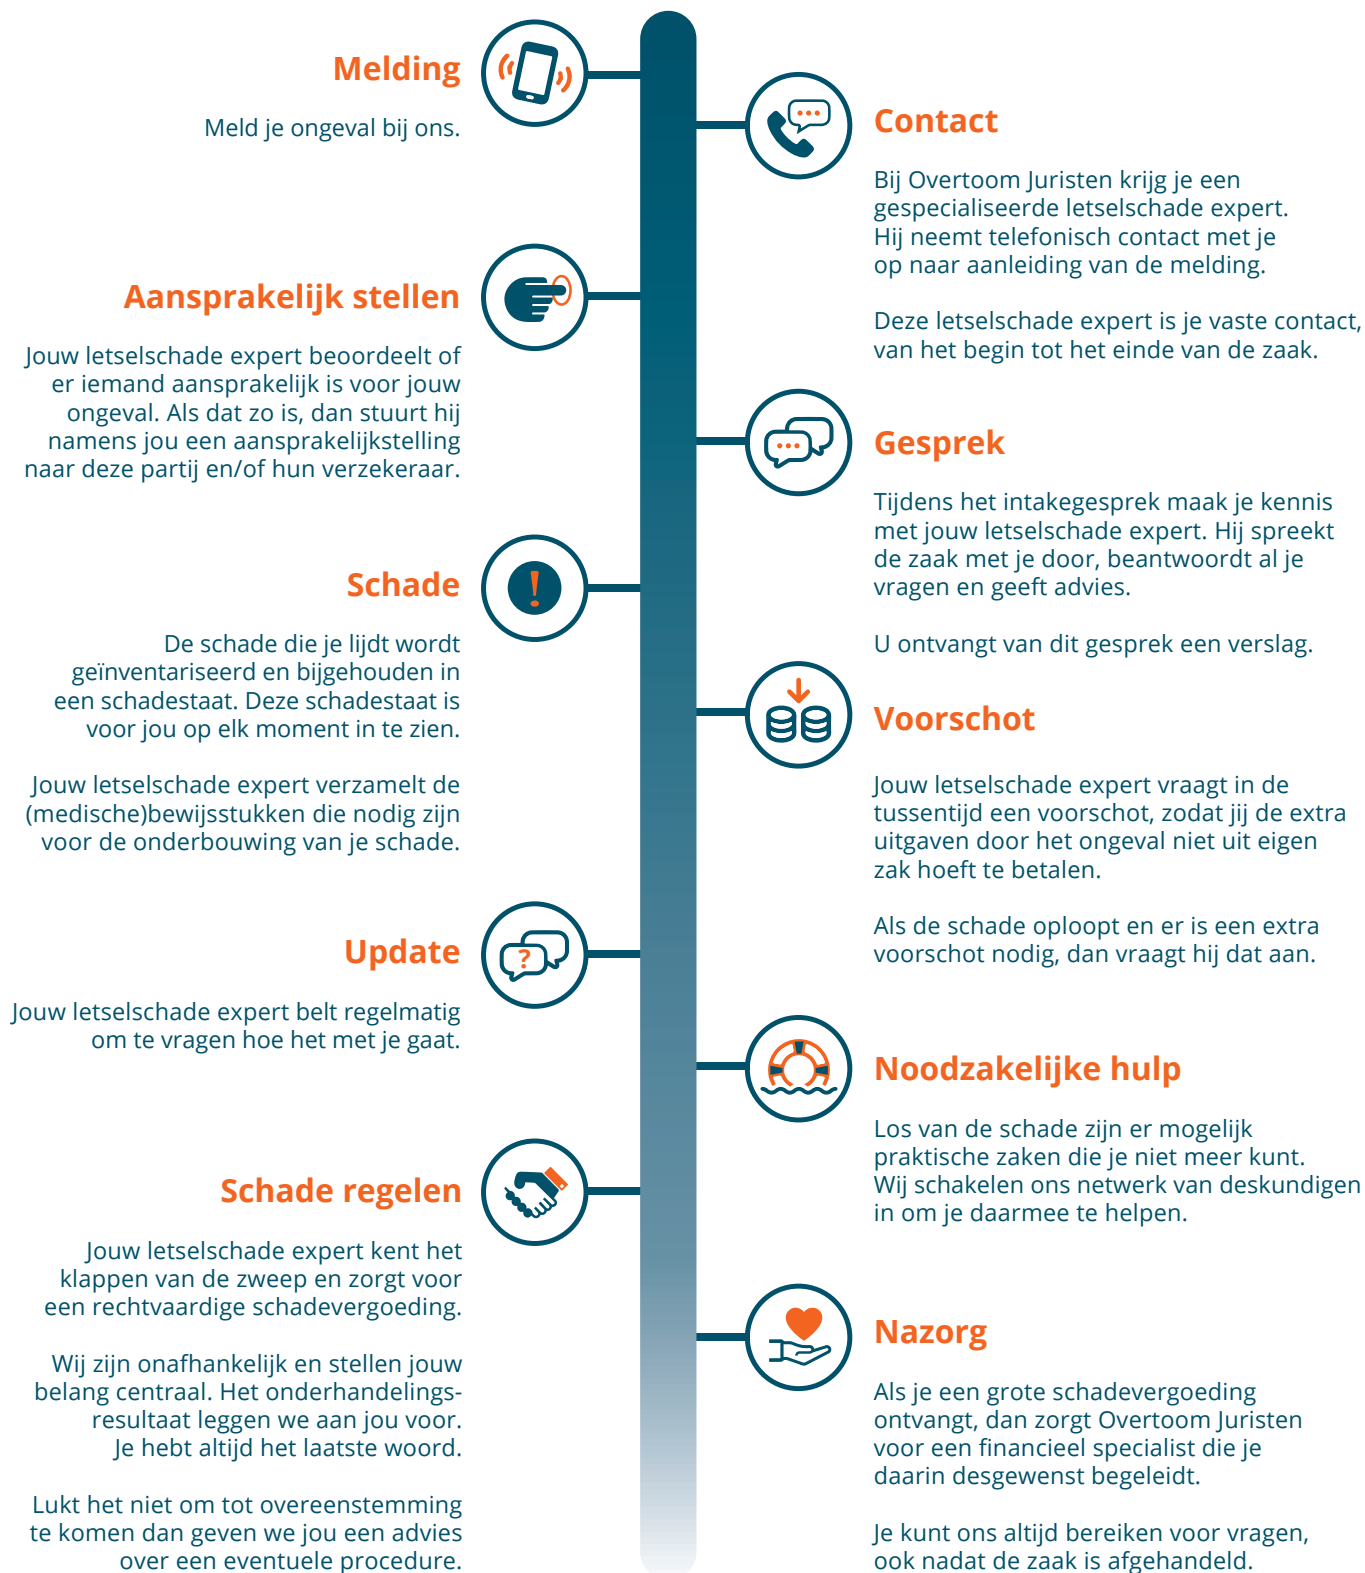 Melding
Meld je ongeval bij ons.
Contact
Bij Overtoom Juristen krijg je een
gespecialiseerde letselschade expert.
Hij neemt telefonisch contact met je
op naar aanleiding van de melding.
Deze letselschade expert is je vaste contact,
van het begin tot het einde van de zaak.
Aansprakelijk stellen
Jouw letselschade expert beoordeelt of
er iemand aansprakelijk is voor jouw
ongeval. Als dat zo is, dan stuurt hij
namens jou een aansprakelijkstelling
naar deze partij en/of hun verzekeraar.
Gesprek
Tijdens het intakegesprek maak je kennis
met jouw letselschade expert. Hij spreekt
de zaak met je door, beantwoordt al je
vragen en geeft advies.
U ontvangt van dit gesprek een verslag.
Schade
!
De schade die je lijdt wordt
geïnventariseerd en bijgehouden in
een schadestaat. Deze schadestaat is
voor jou op elk moment in te zien.
Jouw letselschade expert verzamelt de
(medische)bewijsstukken die nodig zijn
voor de onderbouwing van je schade.
Voorschot
Jouw letselschade expert vraagt in de
tussentijd een voorschot, zodat jij de extra
uitgaven door het ongeval niet uit eigen
zak hoeft te betalen.
Als de schade oploopt en er is een extra
voorschot nodig, dan vraagt hij dat aan.
Update
?
Jouw letselschade expert belt regelmatig
om te vragen hoe het met je gaat.
Noodzakelijke hulp
Los van de schade zijn er mogelijk
praktische zaken die je niet meer kunt.
Wij schakelen ons netwerk van deskundigen
in om je daarmee te helpen.
Schade regelen
Jouw letselschade expert kent het
klappen van de zweep en zorgt voor
een rechtvaardige schadevergoeding.
Wij zijn onafhankelijk en stellen jouw
belang centraal. Het onderhandelings-
resultaat leggen we aan jou voor.
Je hebt altijd het laatste woord.
Lukt het niet om tot overeenstemming
te komen dan geven we jou een advies
over een eventuele procedure.
Nazorg
Als je een grote schadevergoeding
ontvangt, dan zorgt Overtoom Juristen
voor een financieel specialist die je
daarin desgewenst begeleidt.
Je kunt ons altijd bereiken voor vragen,
ook nadat de zaak is afgehandeld.